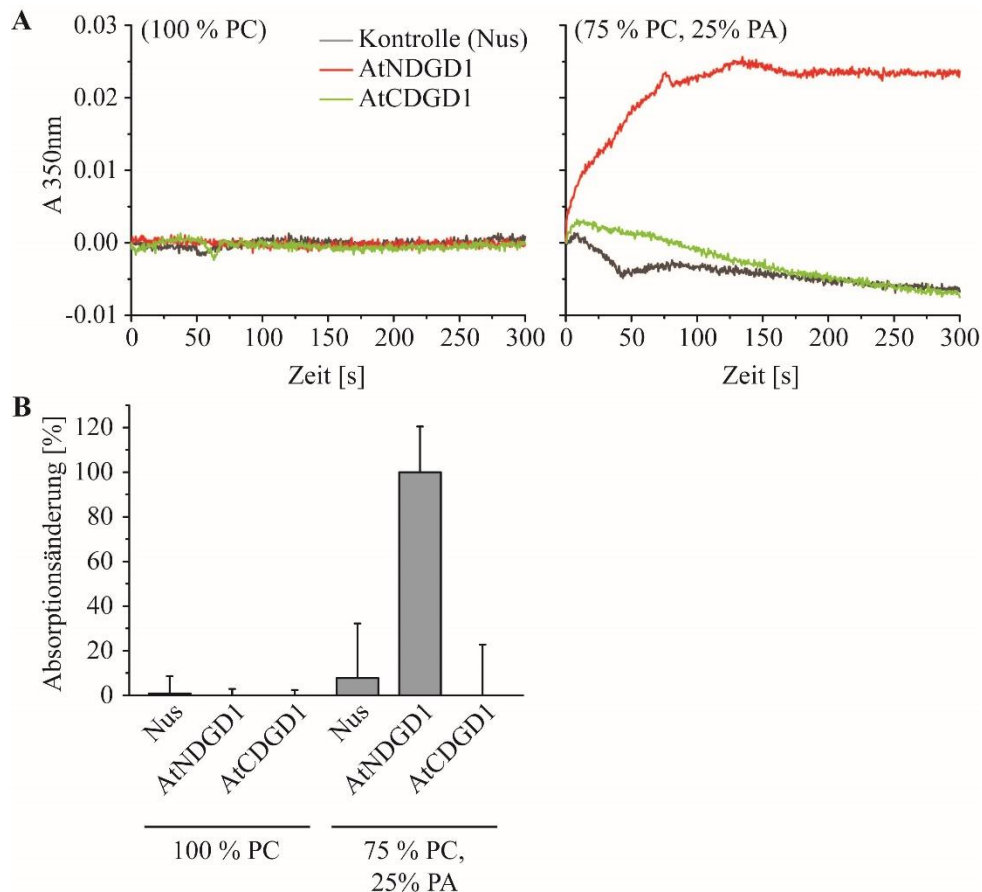 A
(100 % PC)
Kontrolle (Nus)
AtNDGD1
AtCDGD1
(75 % PC, 25% PA)
A 350nm
0.03
0.02
0.01
0.00
-0.01
0 50 100 150 200 250 300
Zeit [s]
0 50 100 150 200 250 300
Zeit [s]
B
Absorptionsänderung [%]
120
100
80
60
40
20
0
Nus
AtNDGD1
AtCDGD1
Nus
AtNDGD1
AtCDGD1
100 % PC
75 % PC,
25% PA